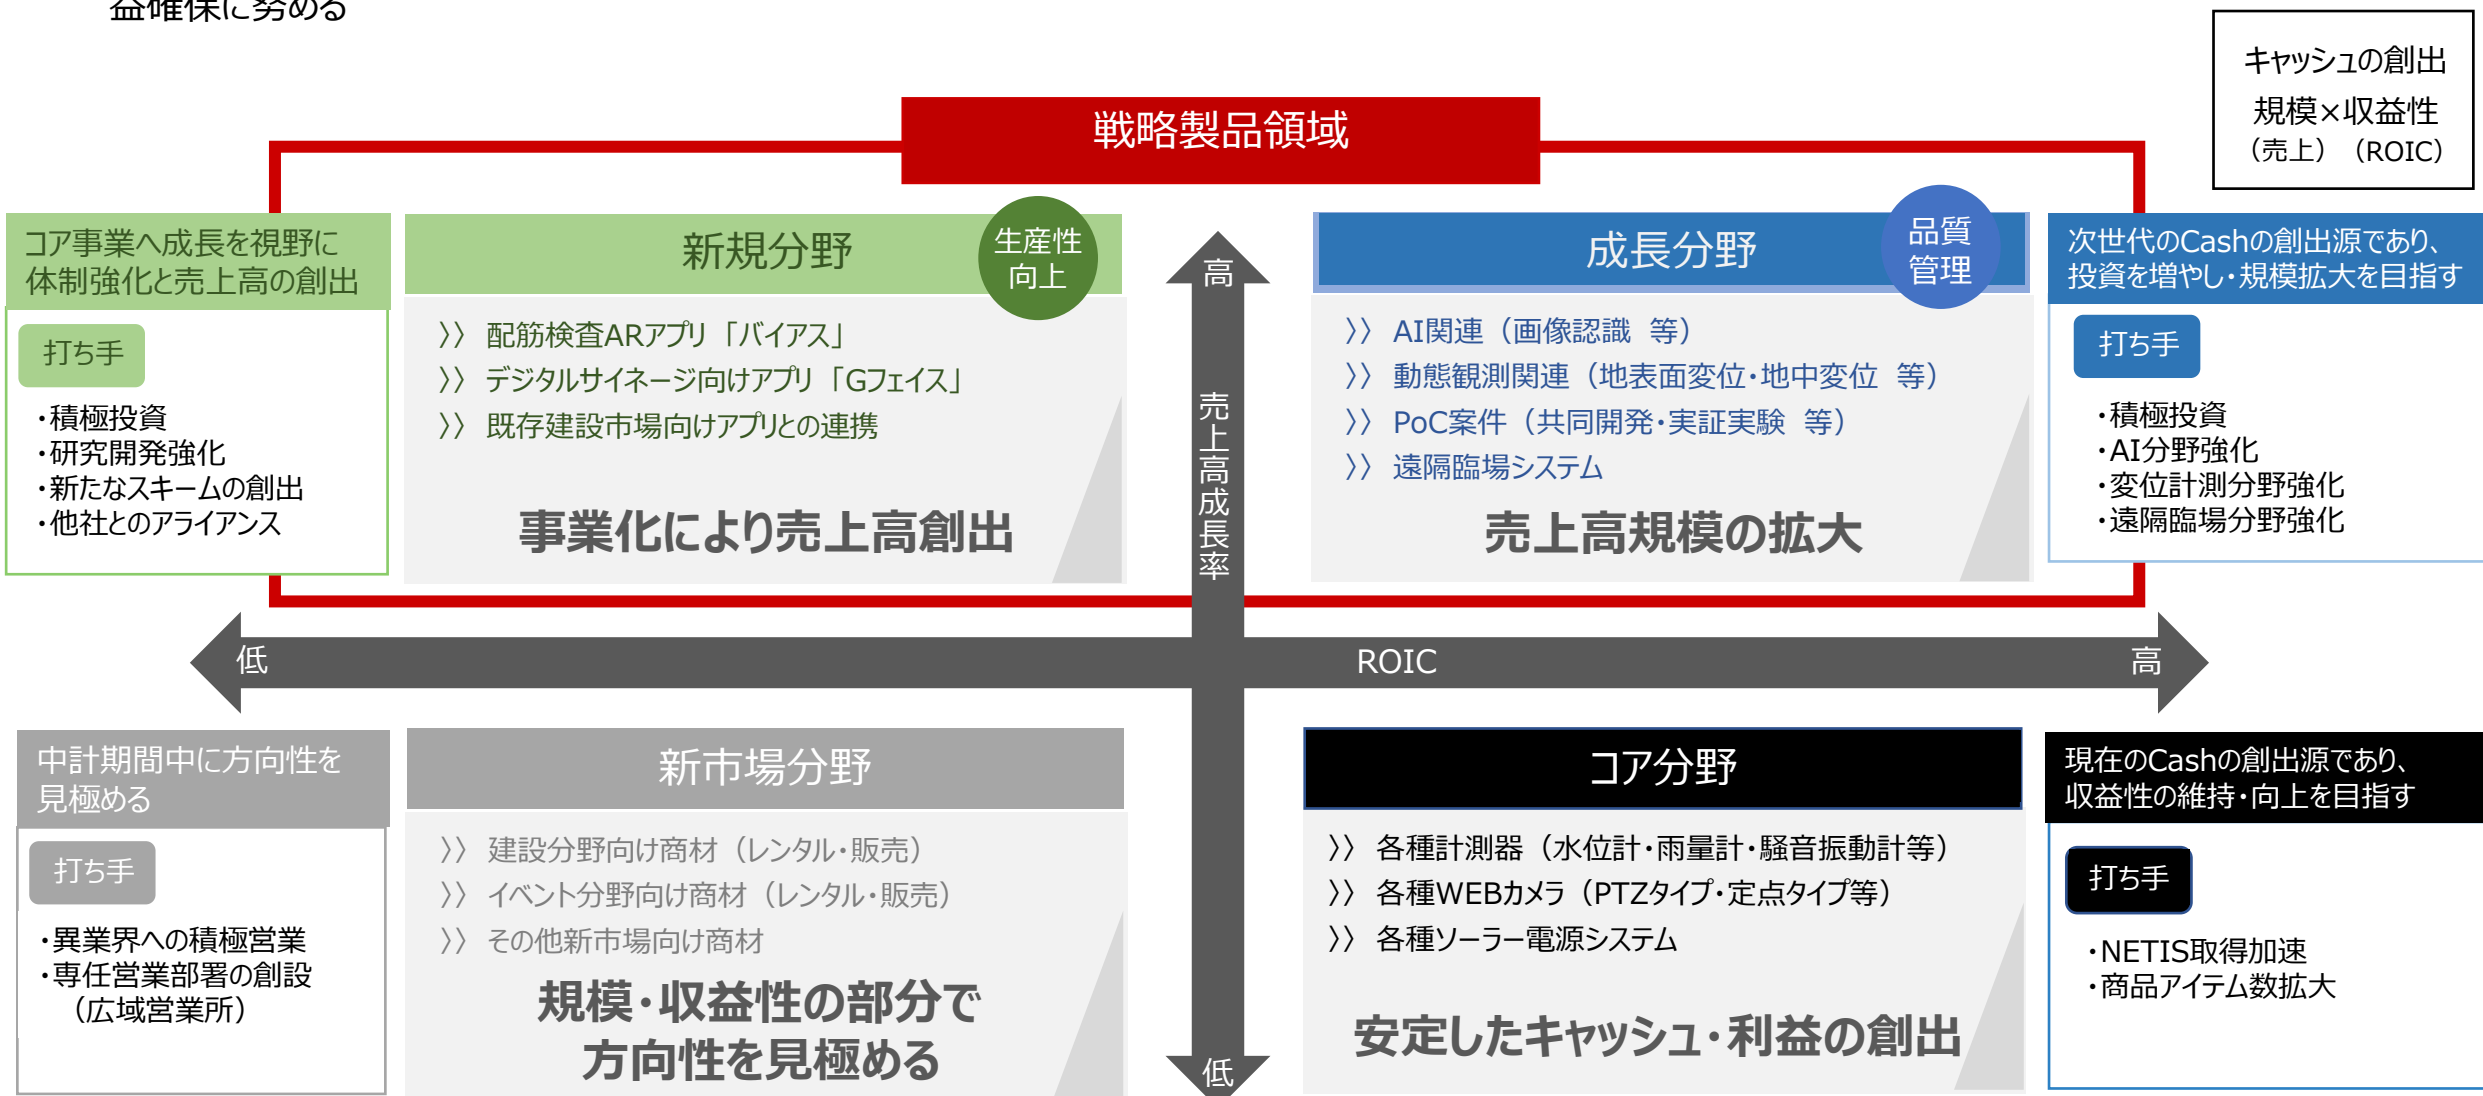 益確保に努める
キャッシュの創出
規模×収益性
（売上）（ROIC）
戦略製品領域
コア事業へ成長を視野に
体制強化と売上高の創出
打ち手
・積極投資
・研究開発強化
・新たなスキームの創出
・他社とのアライアンス
新規分野
生産性
向上
〉〉 配筋検査ARアプリ「バイアス」
〉〉 デジタルサイネージ向けアプリ「Gフェイス」
〉〉 既存建設市場向けアプリとの連携
事業化により売上高創出
高
売上高成長率
低
成長分野
品質
管理
〉〉 AI関連（画像認識 等）
〉〉 動態観測関連（地表面変位・地中変位 等）
〉〉 PoC案件（共同開発・実証実験 等）
〉〉 遠隔臨場システム
売上高規模の拡大
次世代のCashの創出源であり、
投資を増やし・規模拡大を目指す
打ち手
・積極投資
・AI分野強化
・変位計測分野強化
・遠隔臨場分野強化
低
ROIC
高
中計期間中に方向性を
見極める
打ち手
・異業界への積極営業
・専任営業部署の創設
（広域営業所）
新市場分野
〉〉 建設分野向け商材（レンタル・販売）
〉〉 イベント分野向け商材（レンタル・販売）
〉〉 その他新市場向け商材
規模・収益性の部分で
方向性を見極める
コア分野
〉〉 各種計測器（水位計・雨量計・騒音振動計等）
〉〉 各種WEBカメラ（PTZタイプ・定点タイプ等）
〉〉 各種ソーラー電源システム
安定したキャッシュ・利益の創出
現在のCashの創出源であり、
収益性の維持・向上を目指す
打ち手
・NETIS取得加速
・商品アイテム数拡大